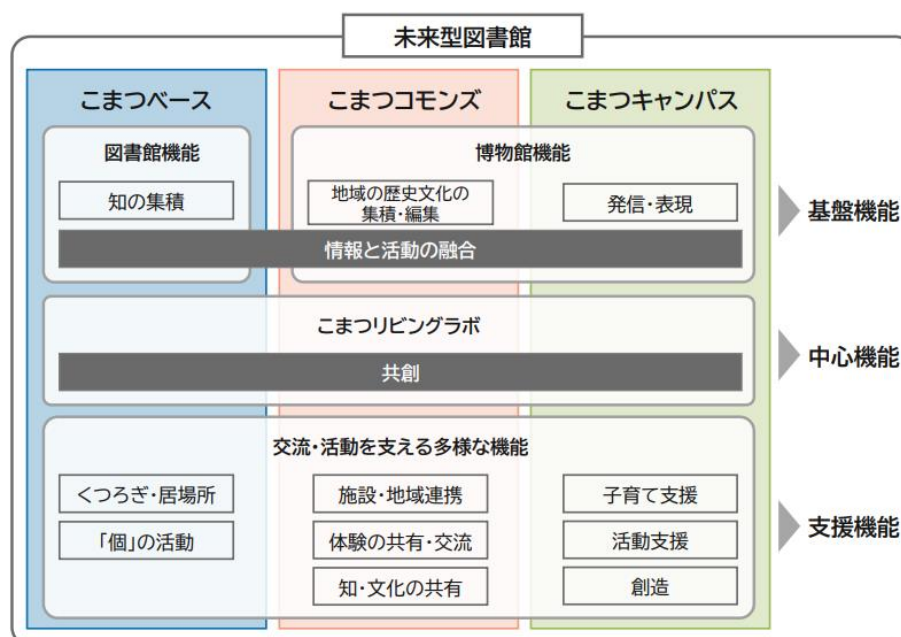 未来型図書館
こまつベース
こまつコモンズ
こまつキャンパス
図書館機能
博物館機能
知の集積
地域の歴史文化の
集積・編集
発信・表現
情報と活動の融合
基盤機能
こまつリビングラボ
共創
中心機能
交流・活動を支える多様な機能
くつろぎ・居場所
施設・地域連携
子育て支援
「個」の活動
体験の共有・交流
活動支援
知・文化の共有
創造
支援機能